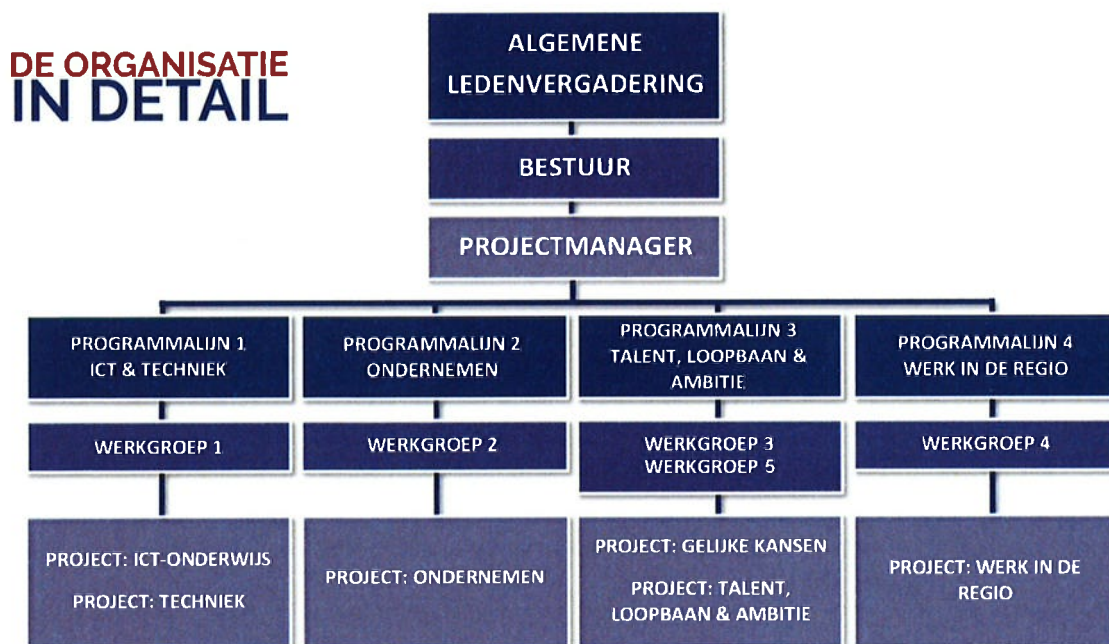 DE ORGANISATIE
IN DETAIL
ALGEMENE
LEDENVERGADERING
BESTUUR
PROJECTMANAGER
PROGRAMMALIJN 1
ICT & TECHNIEK
PROGRAMMALIJN 2
ONDERNEMEN
PROGRAMMALIJN 3
TALENT, LOOPBAAN &
AMBITIE
PROGRAMMALIJN 4
WERK IN DE REGIO
WERKGROEP 1
WERKGROEP 2
WERKGROEP 3
WERKGROEP 5
WERKGROEP 4
PROJECT: ICT-ONDERWIJS
PROJECT: TECHNIEK
PROJECT: ONDERNEMEN
PROJECT: GELIJKE KANSEN
PROJECT: TALENT,
LOOPBAAN & AMBITIE
PROJECT: WERK IN DE
REGIO